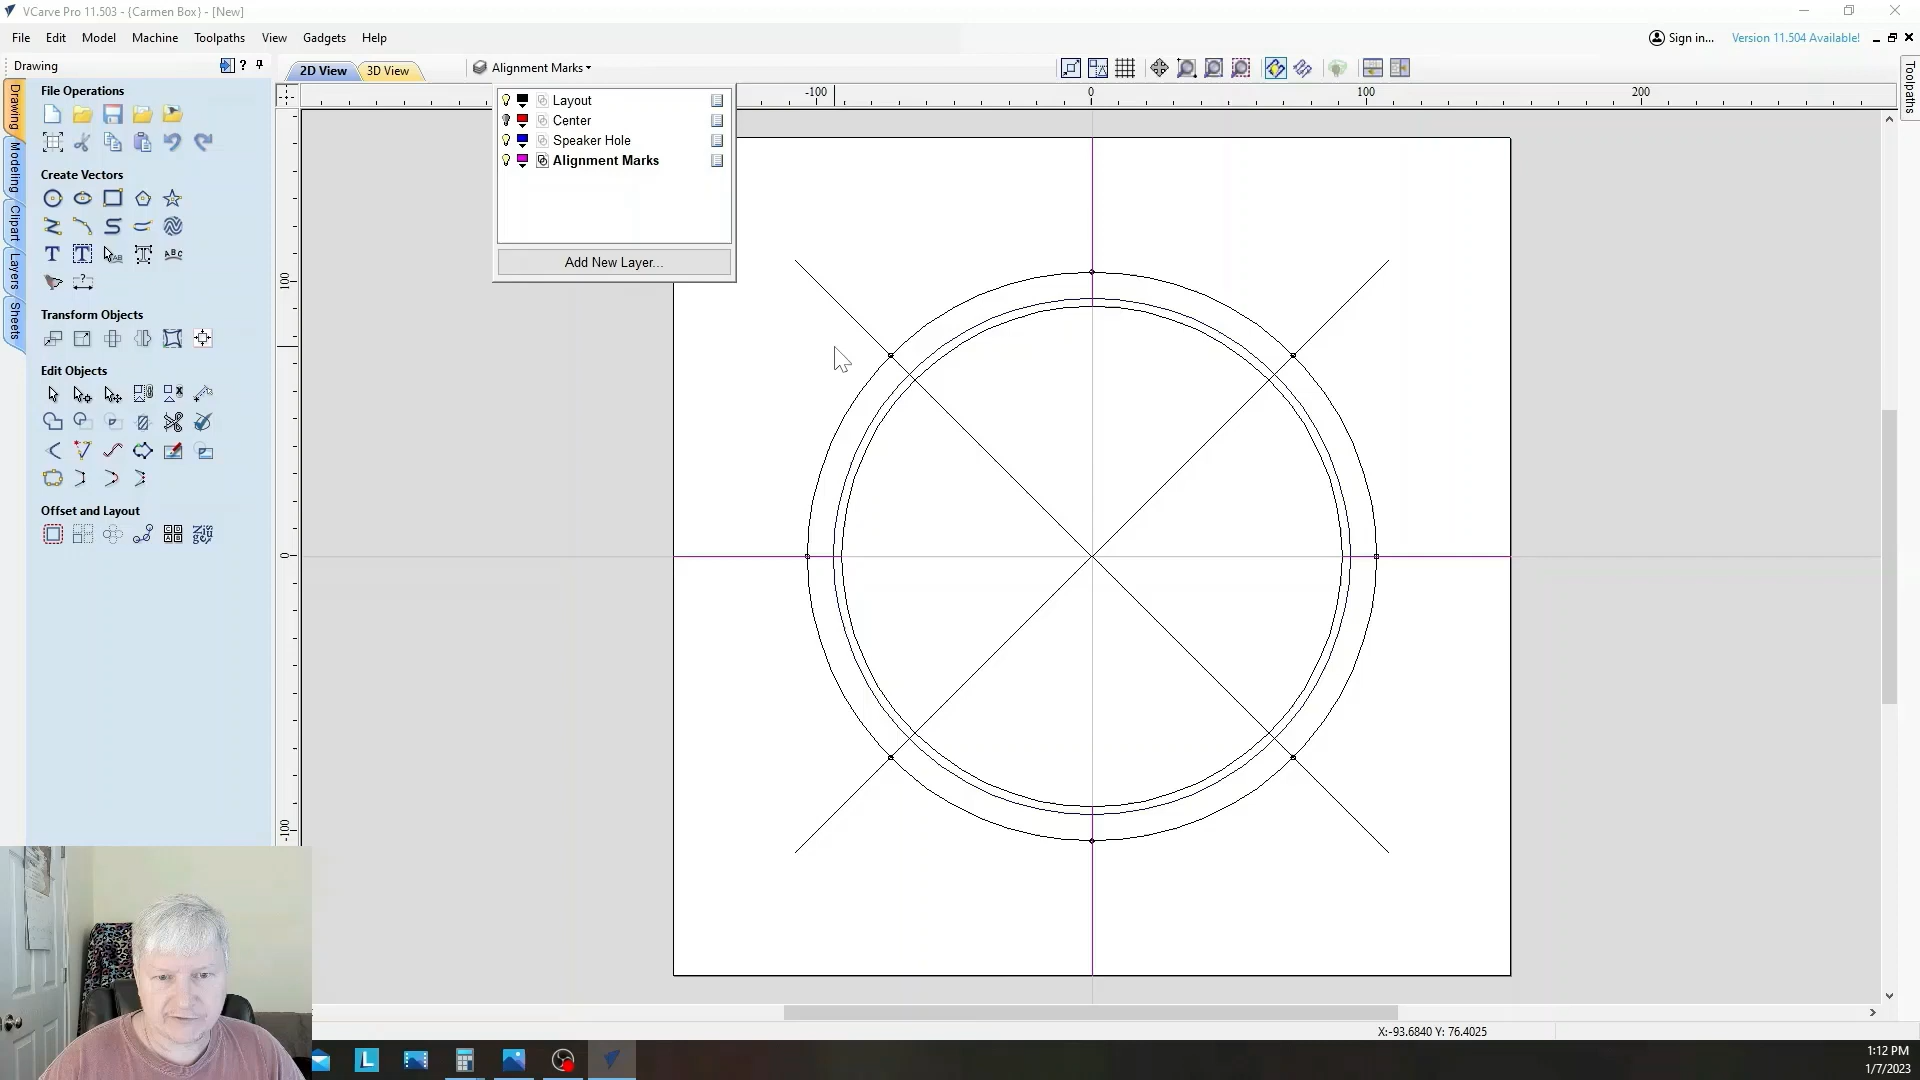 VCarve Pro 11.503 - {Carmen Box} - [New]
File Edit Model Machine Toolpaths View Gadgets Help
Sign in... Version 11.504 Available!
Drawing
2D View 3D View Alignment Marks
Toolpaths
Drawing
Modeling
Clipart
Layers
Sheets
File Operations
Create Vectors
Transform Objects
Edit Objects
Offset and Layout
Layout
Center
Speaker Hole
Alignment Marks
Add New Layer...
-100 0 100 200
100
0
-100
X:-93.6840 Y: 76.4025
L
1:12 PM
1/7/2023